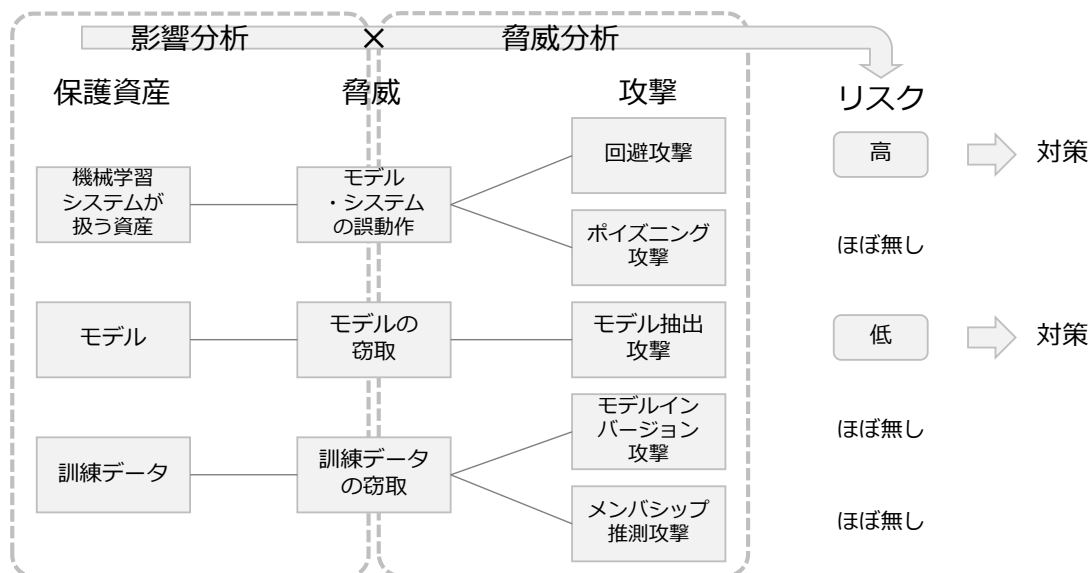 影響分析 × 脅威分析
保護資産 脅威 攻撃 リスク
機械学習
システムが
扱う資産
モデル
・システム
の誤動作
回避攻撃
高
対策
ポイズニング
攻撃
ほぼ無し
モデル
モデルの
窃取
モデル抽出
攻撃
低
対策
訓練データ
訓練データ
の窃取
モデルイン
バージョン
攻撃
ほぼ無し
メンバシップ
推測攻撃
ほぼ無し